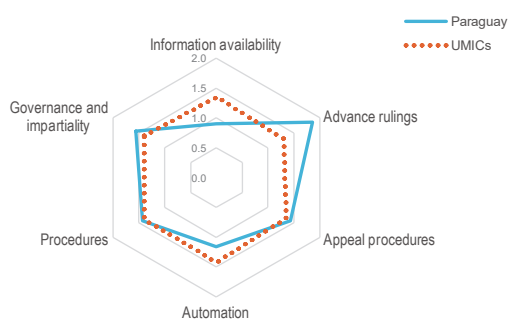 Paraguay
UMICs
Information availability
2.0
1.5
1.0
0.5
0.0
Advance rulings
Appeal procedures
Automation
Procedures
Governance and
impartiality